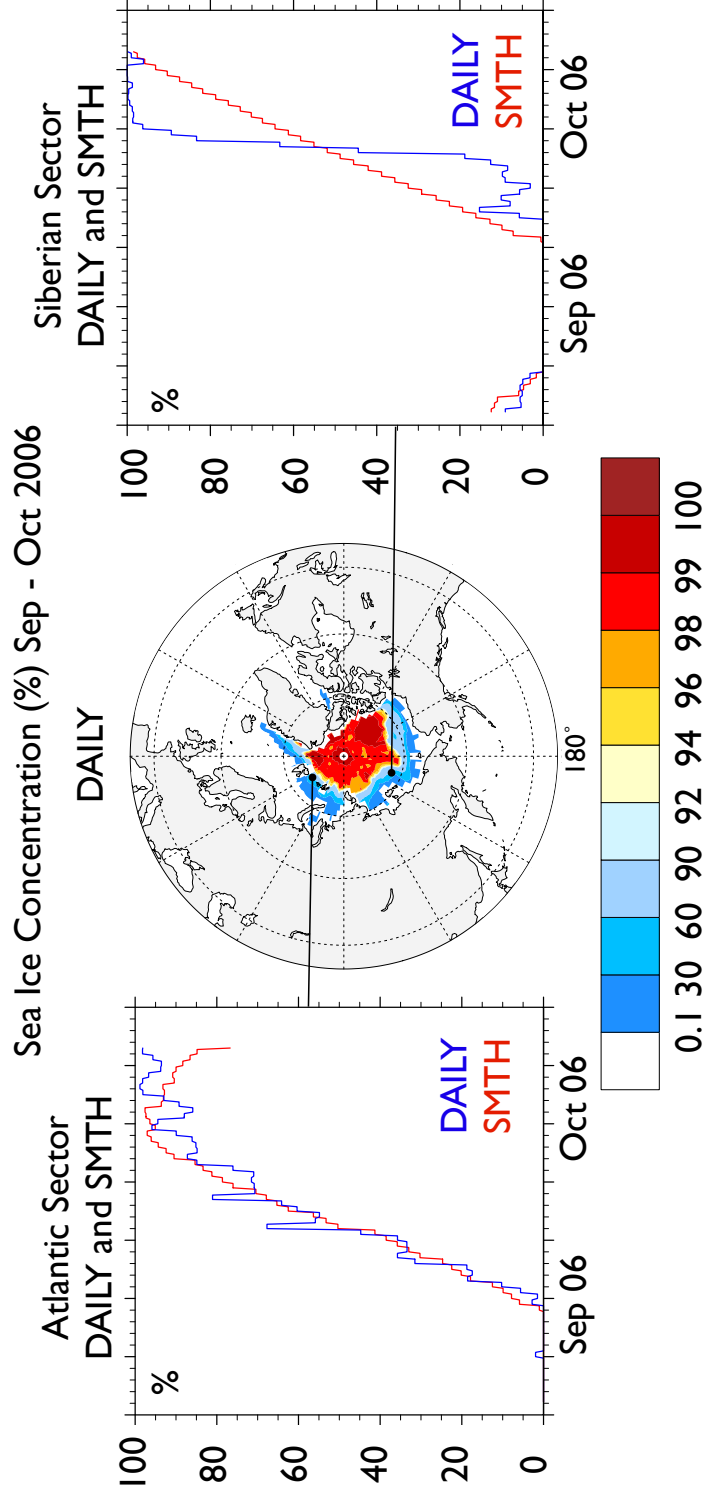 Sea Ice Concentration (%) Sep - Oct 2006
Atlantic Sector
DAILY and SMTH
%
100
80
60
40
20
0
Sep 06
Oct 06
DAILY
SMTH
DAILY
180°
Siberian Sector
DAILY and SMTH
%
100
80
60
40
20
0
Sep 06
Oct 06
DAILY
SMTH
0.1 30 60 90 92 94 96 98 99 100